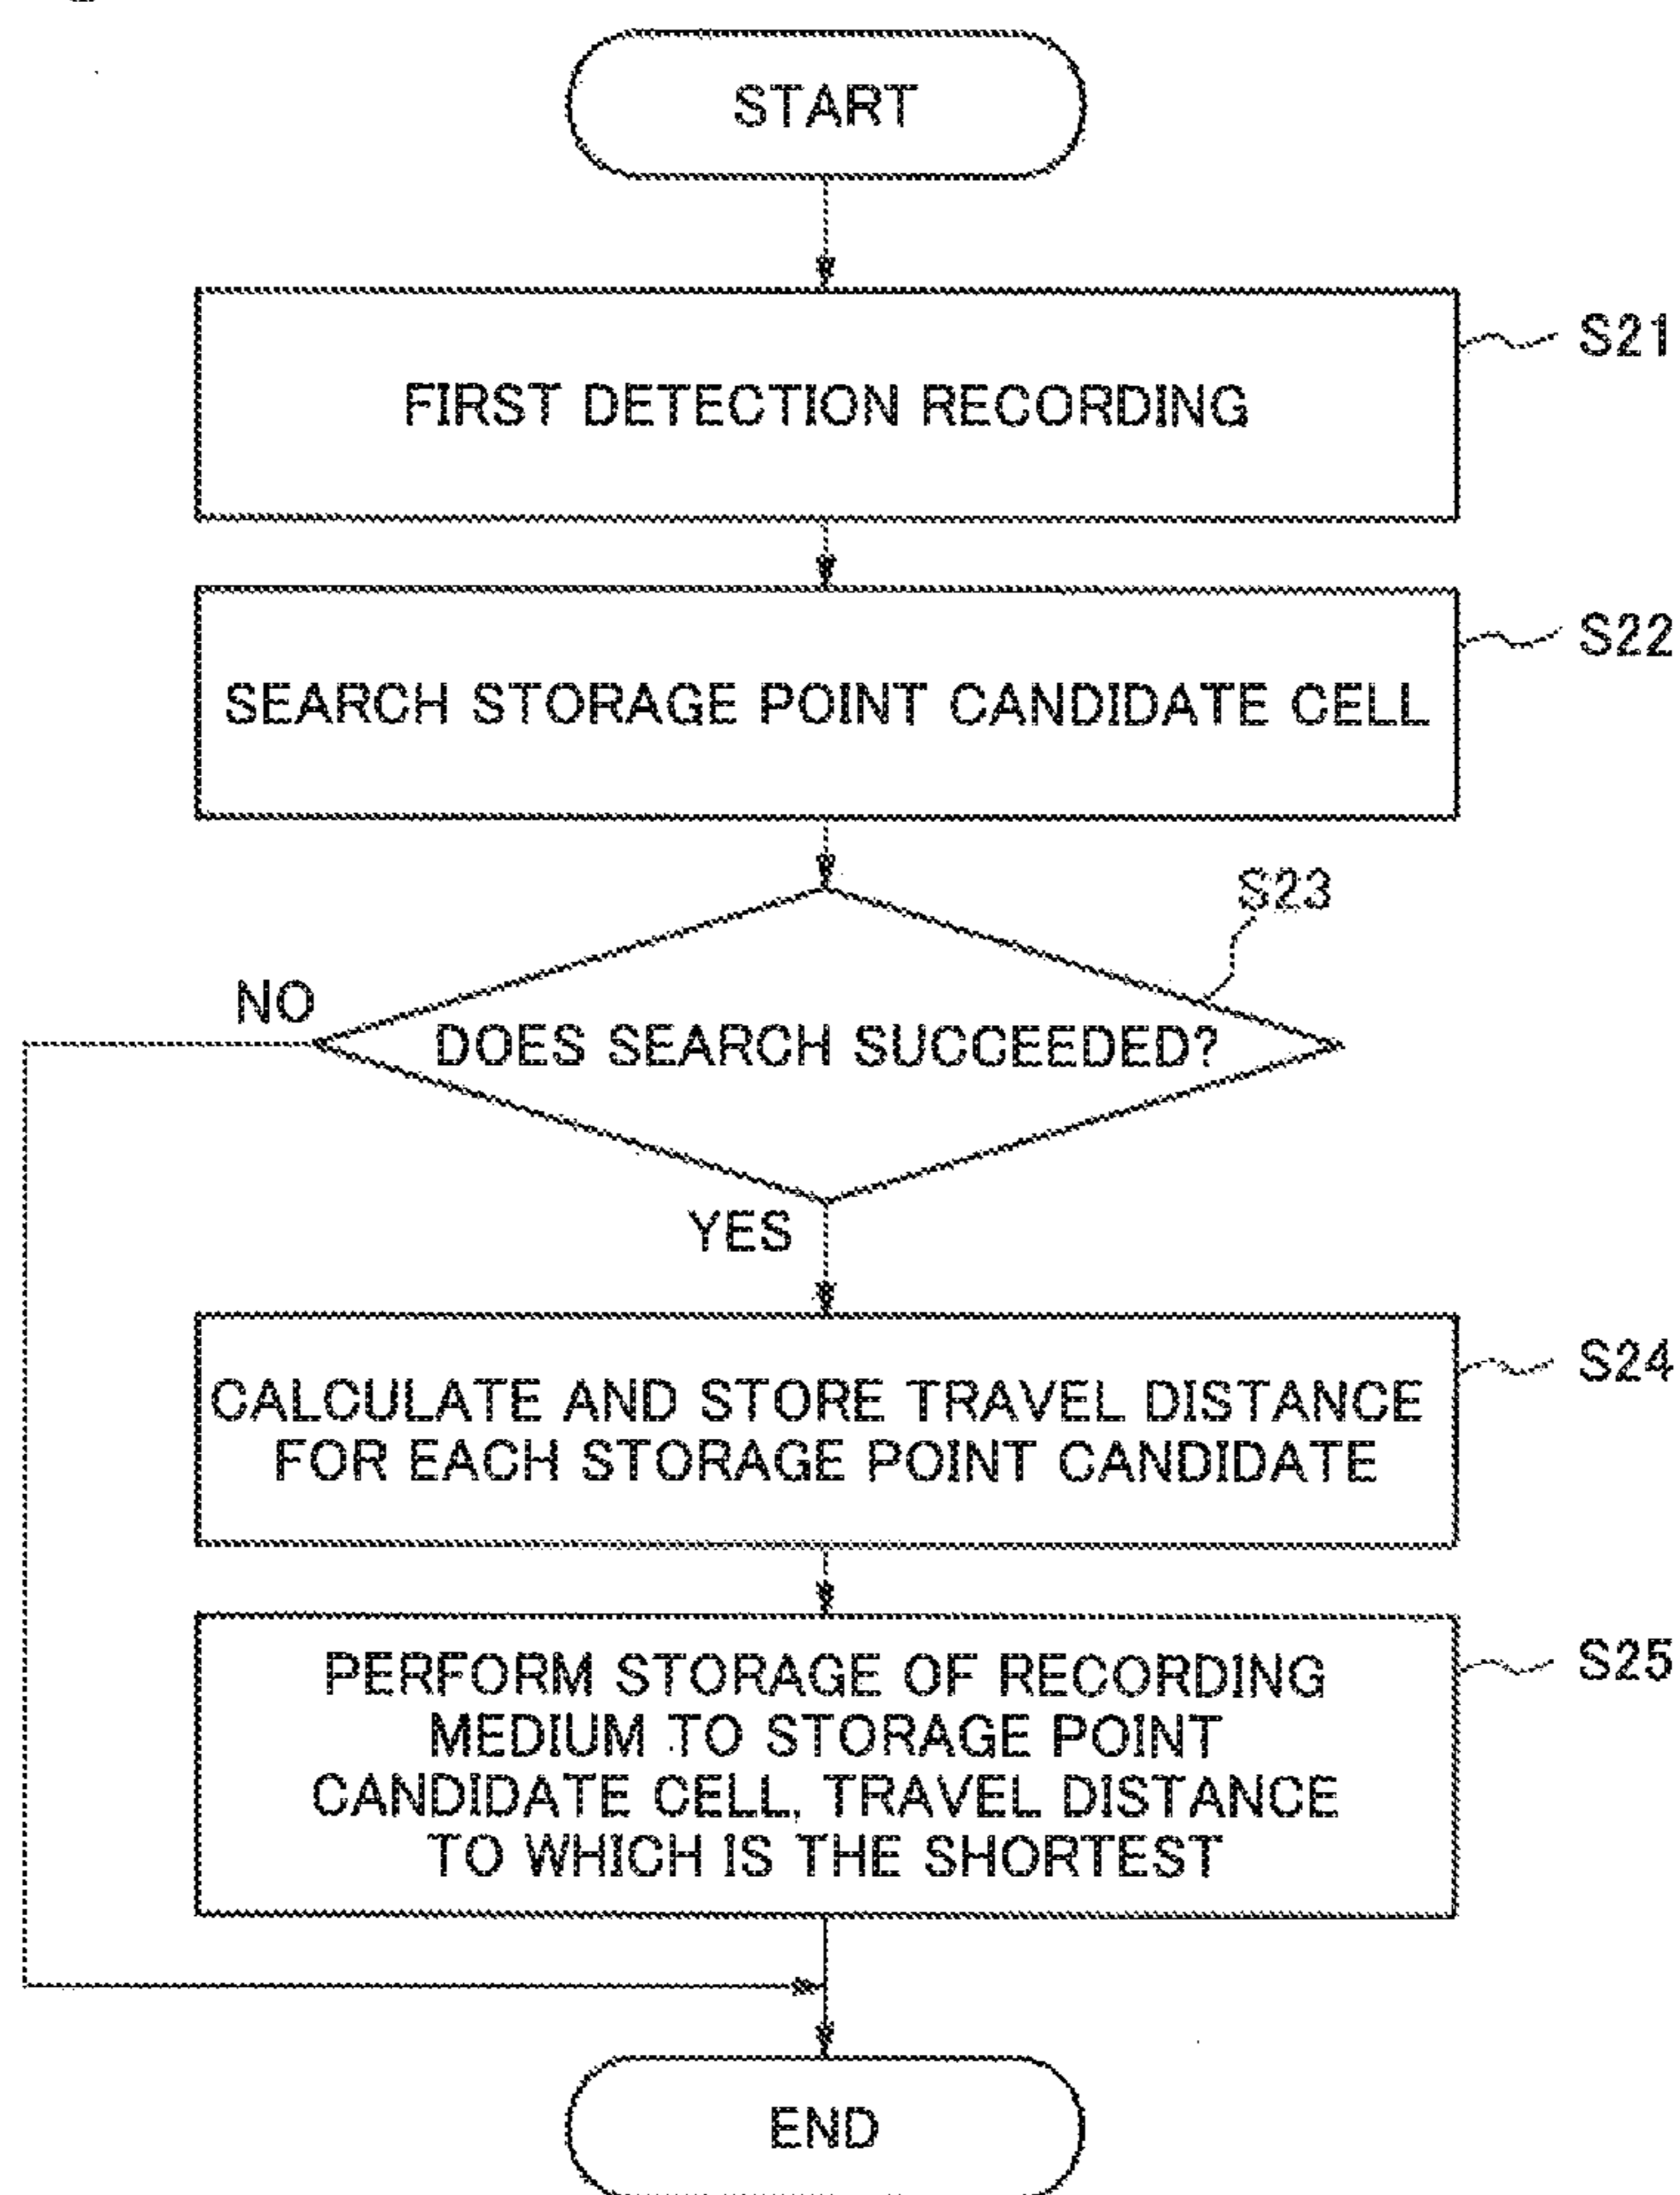 START
FIRST DETECTION RECORDING
S21
SEARCH STORAGE POINT CANDIDATE CELL
S22
S23
NO
DOES SEARCH SUCCEEDED?
YES
CALCULATE AND STORE TRAVEL DISTANCE
FOR EACH STORAGE POINT CANDIDATE
S24
PERFORM STORAGE OF RECORDING
MEDIUM TO STORAGE POINT
CANDIDATE CELL, TRAVEL DISTANCE
TO WHICH IS THE SHORTEST
S25
END